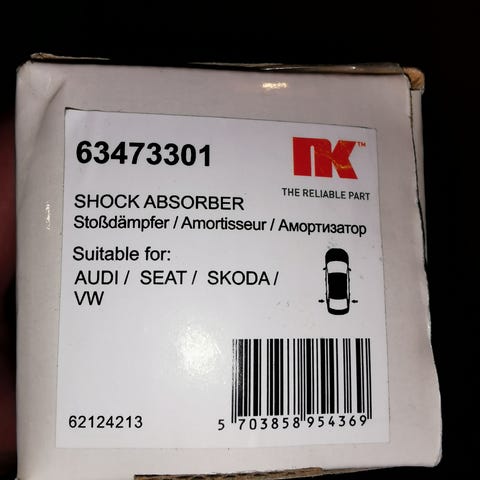 63473301
NK™
THE RELIABLE PART
SHOCK ABSORBER
Stoßdämpfer / Amortisseur / Амортизатор
Suitable for:
AUDI / SEAT / SKODA /
VW
62124213
5 703858 954369